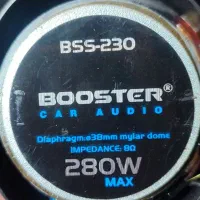 BSS-230
BOOSTER®
CAR AUDIO
Diaphragm:ø38mm mylar dome
IMPEDANCE: 8Ω
280W
MAX